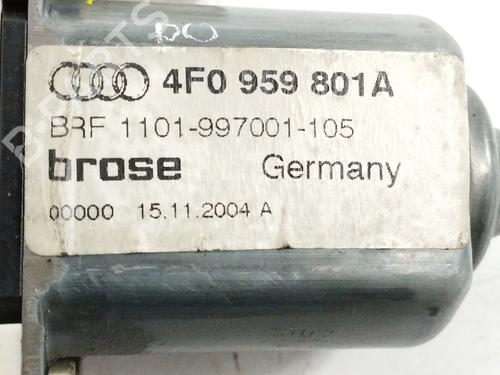 4F0 959 801A
BRF 1101-997001-105
brose Germany
00000 15.11.2004 A